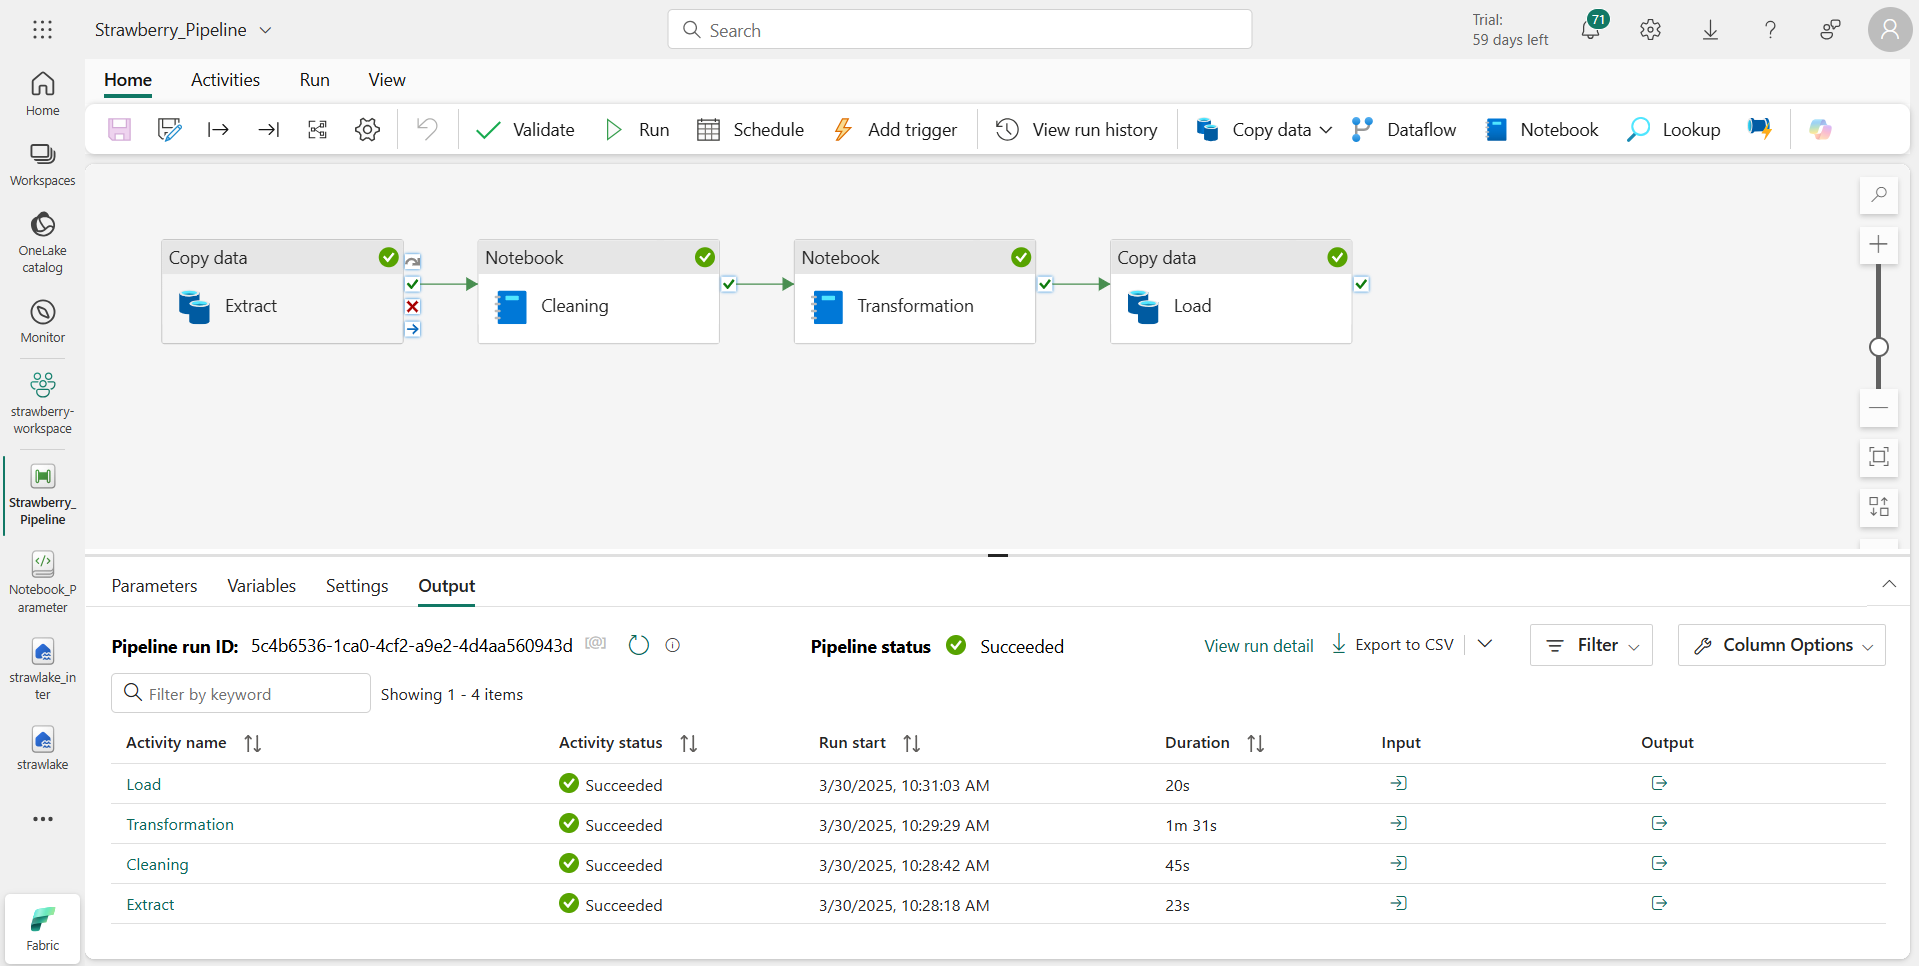 Strawberry_Pipeline
Search
Trial:
59 days left
71
Home
Activities
Run
View
Validate
Run
Schedule
Add trigger
View run history
Copy data
Dataflow
Notebook
Lookup
Home
Workspaces
OneLake
catalog
Monitor
strawberry-
workspace
Strawberry_
Pipeline
Notebook_P
arameter
strawlake_in
ter
strawlake
Fabric
Copy data
Extract
Notebook
Cleaning
Notebook
Transformation
Copy data
Load
Parameters
Variables
Settings
Output
Pipeline run ID: 5c4b6536-1ca0-4cf2-a9e2-4d4aa560943d [@]
Pipeline status Succeeded
View run detail
Export to CSV
Filter
Column Options
Filter by keyword
Showing 1 - 4 items
Activity name Activity status Run start Duration Input Output
Load Succeeded 3/30/2025, 10:31:03 AM 20s
Transformation Succeeded 3/30/2025, 10:29:29 AM 1m 31s
Cleaning Succeeded 3/30/2025, 10:28:42 AM 45s
Extract Succeeded 3/30/2025, 10:28:18 AM 23s